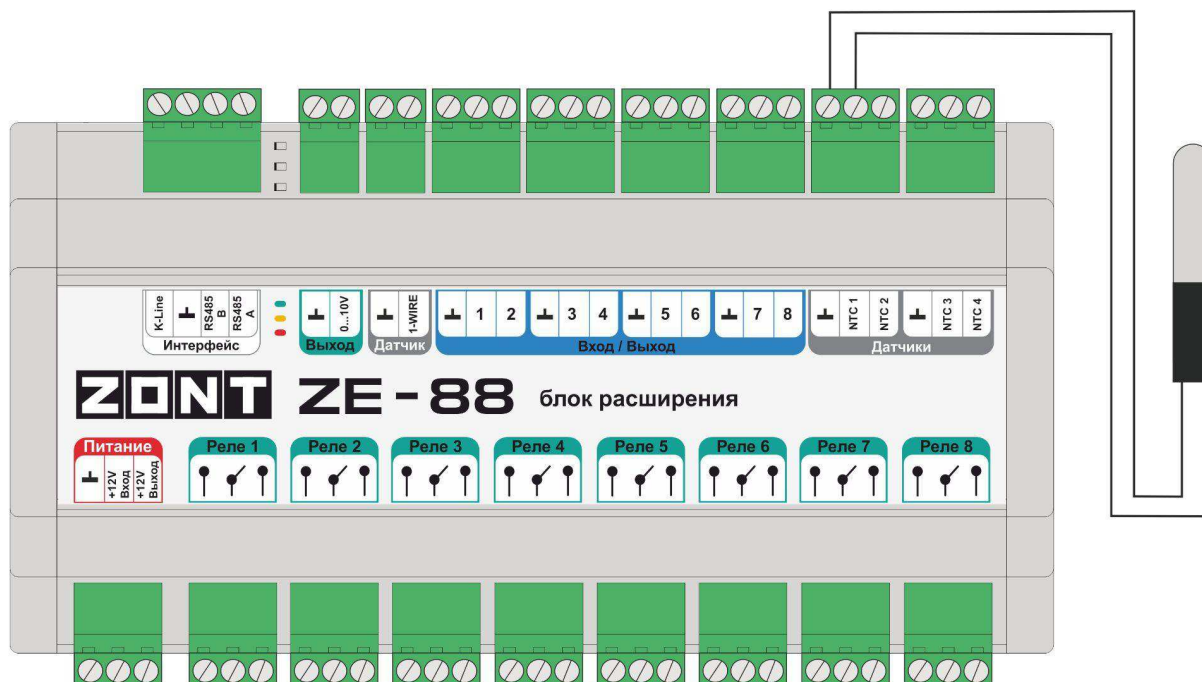 K-Line
RS485 B
RS485 A
Интерфейс
0...10V
Выход
1-WIRE
Датчик
1 2 3 4 5 6 7 8
Вход / Выход
NTC 1
NTC 2
NTC 3
NTC 4
Датчики
ZONT ZE-88 блок расширения
Питание
+12V Вход
+12V Выход
Реле 1 Реле 2 Реле 3 Реле 4 Реле 5 Реле 6 Реле 7 Реле 8